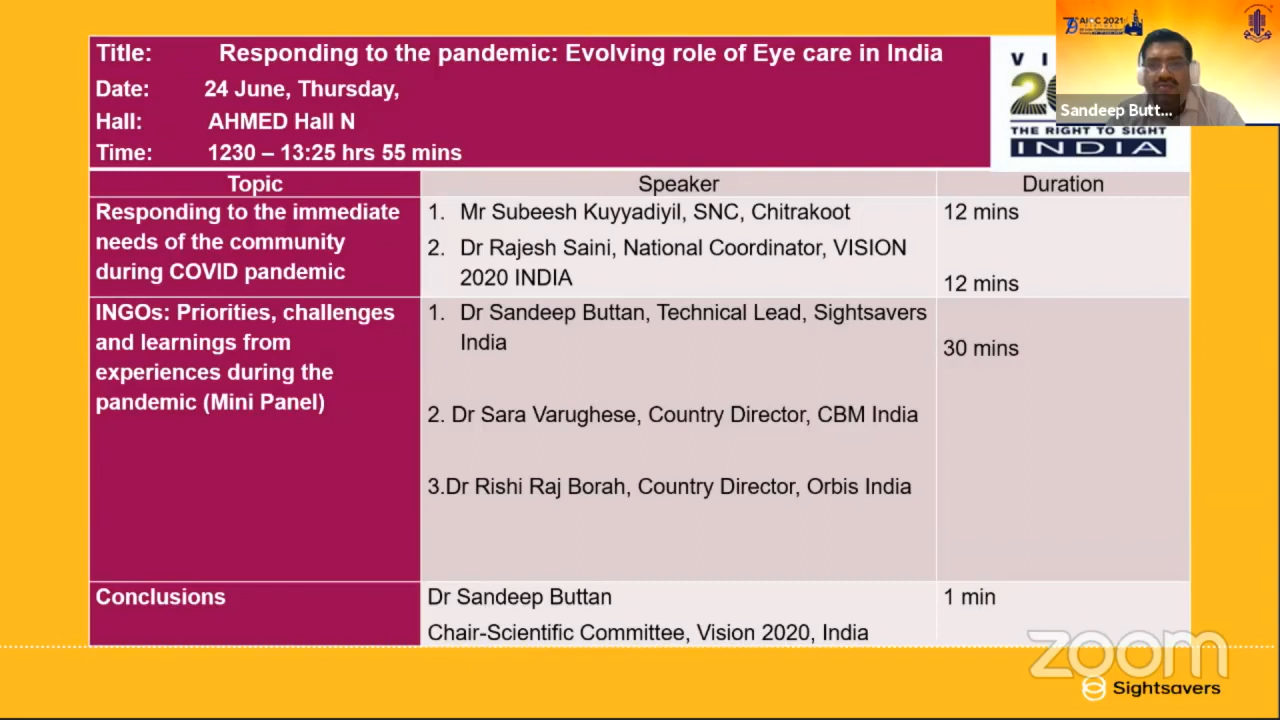 Title: Responding to the pandemic: Evolving role of Eye care in India
Date: 24 June, Thursday,
Hall: AHMED Hall N
Time: 1230 – 13:25 hrs 55 mins
AIOC 2021
Sandeep Butt...
V I
20
THE RIGHT TO SIGHT
INDIA
Topic Speaker Duration
Responding to the immediate
needs of the community
during COVID pandemic
1. Mr Subeesh Kuyyadiyil, SNC, Chitrakoot
2. Dr Rajesh Saini, National Coordinator, VISION
2020 INDIA
12 mins
12 mins
INGOs: Priorities, challenges
and learnings from
experiences during the
pandemic (Mini Panel)
1. Dr Sandeep Buttan, Technical Lead, Sightsavers
India
2. Dr Sara Varughese, Country Director, CBM India
3.Dr Rishi Raj Borah, Country Director, Orbis India
30 mins
Conclusions
Dr Sandeep Buttan
Chair-Scientific Committee, Vision 2020, India
1 min
zoom
Sightsavers